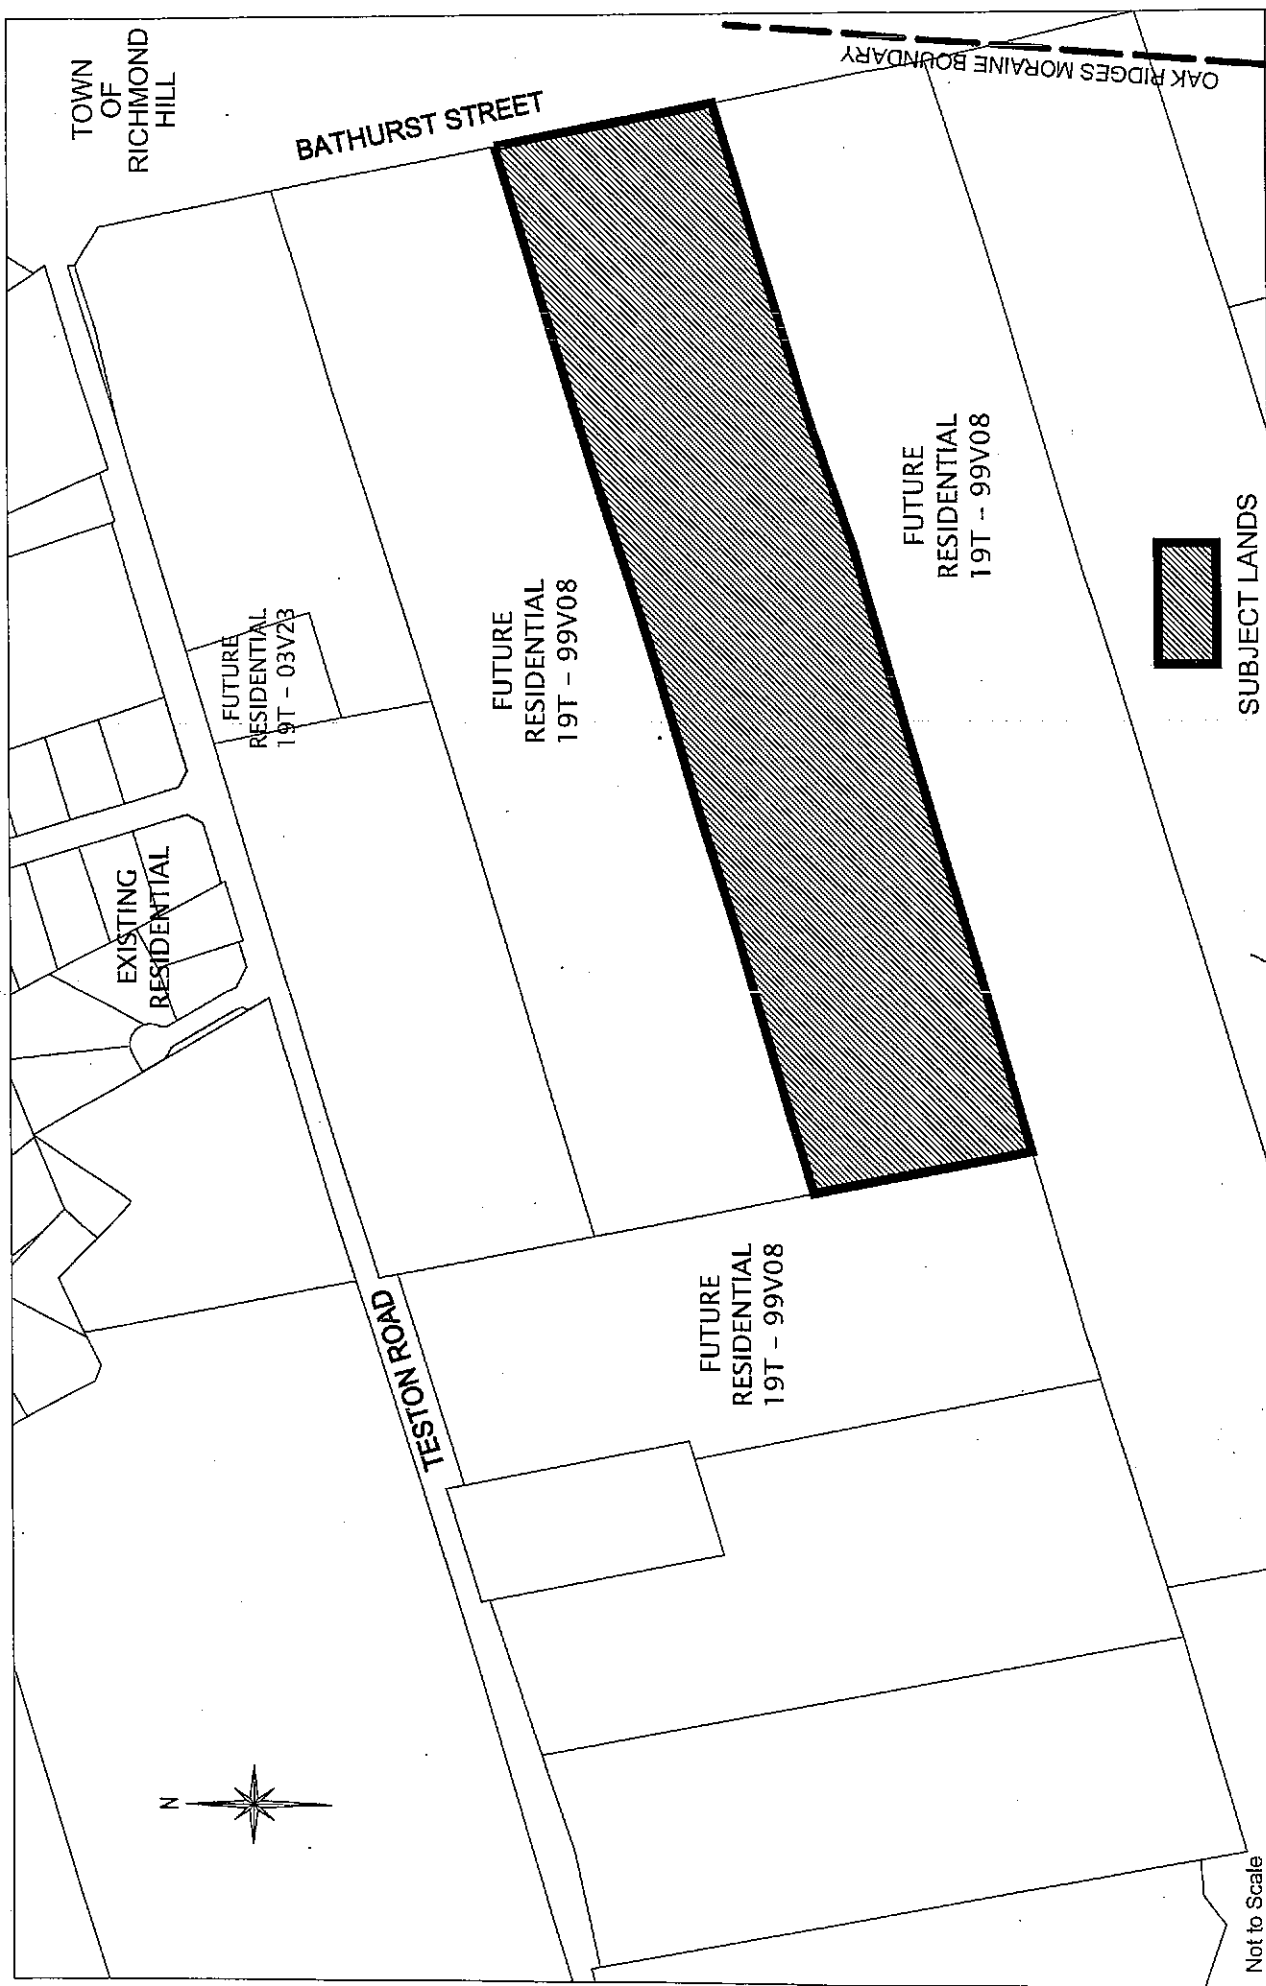 TOWN
OF
RICHMOND
HILL
BATHURST STREET
OAK RIDGES MORAINE BOUNDARY
EXISTING
RESIDENTIAL
FUTURE
RESIDENTIAL
19T - 03V23
FUTURE
RESIDENTIAL
19T - 99V08
FUTURE
RESIDENTIAL
19T - 99V08
TESTON ROAD
FUTURE
RESIDENTIAL
19T - 99V08
N
SUBJECT LANDS
Not to Scale